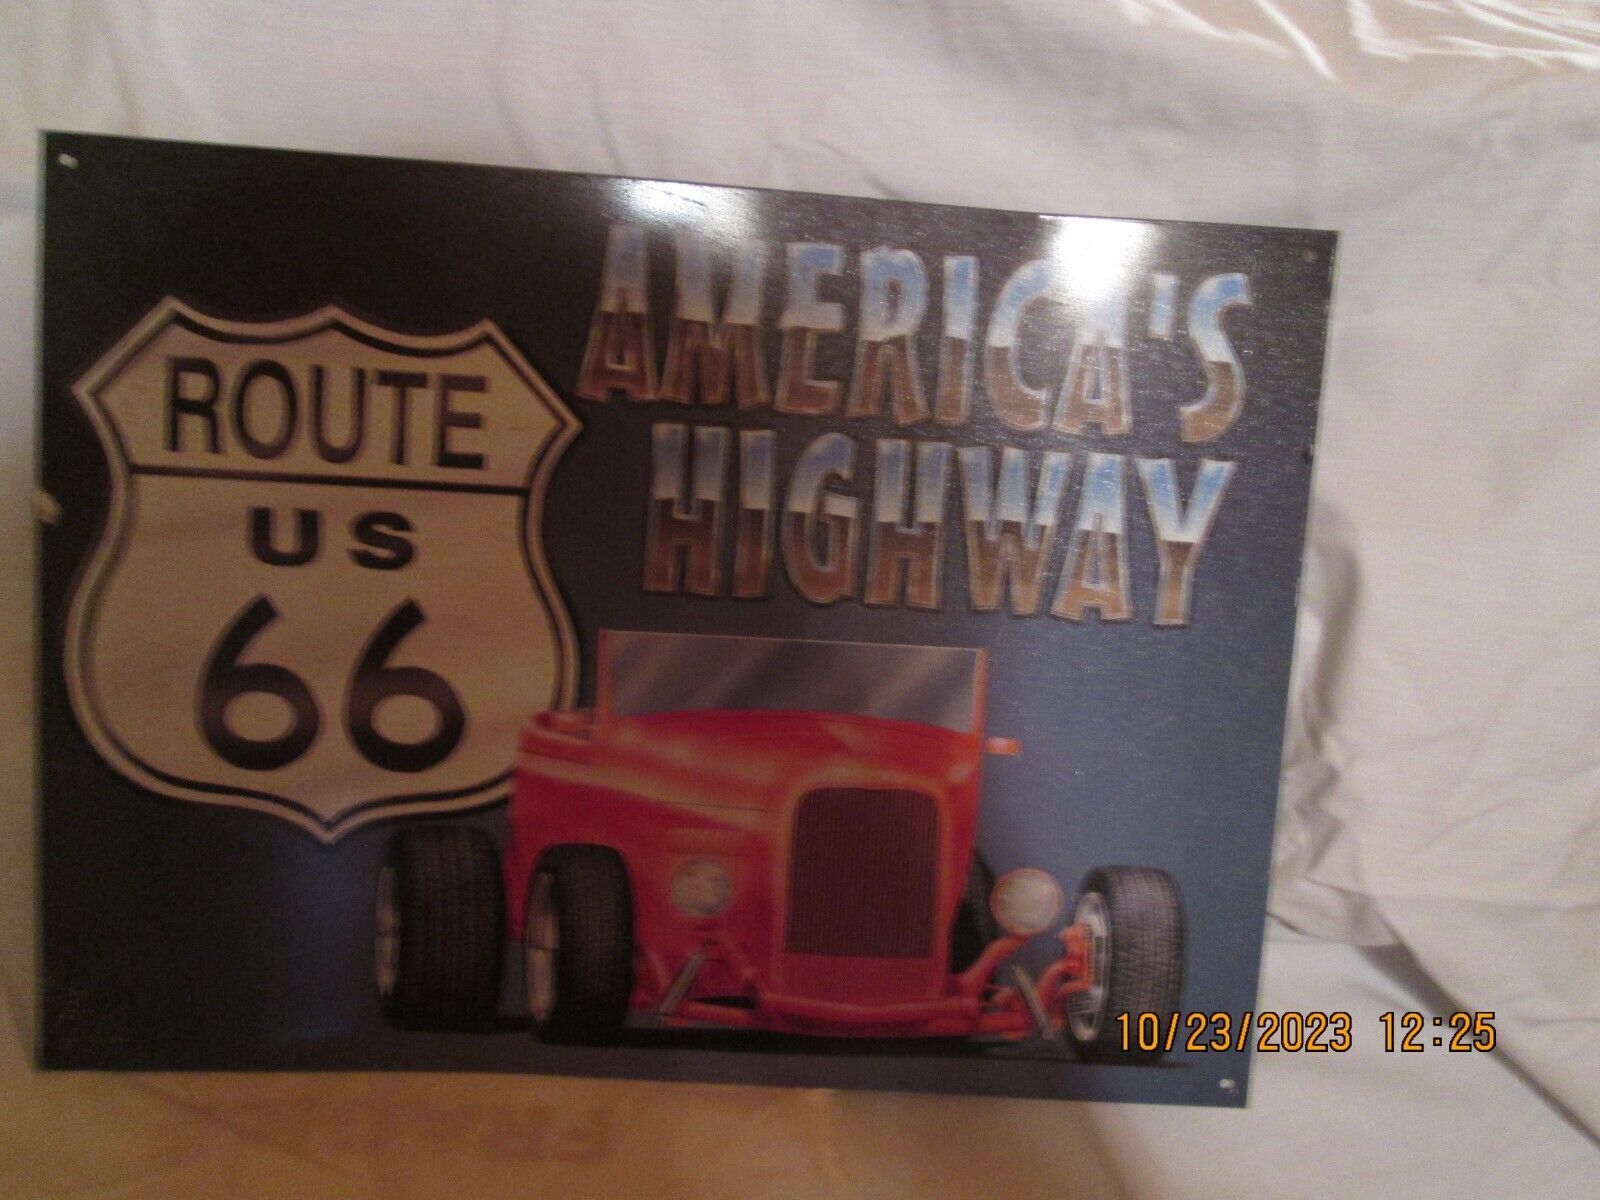 AMERICA'S
HIGHWAY
ROUTE
US
66
10/23/2023 12:25